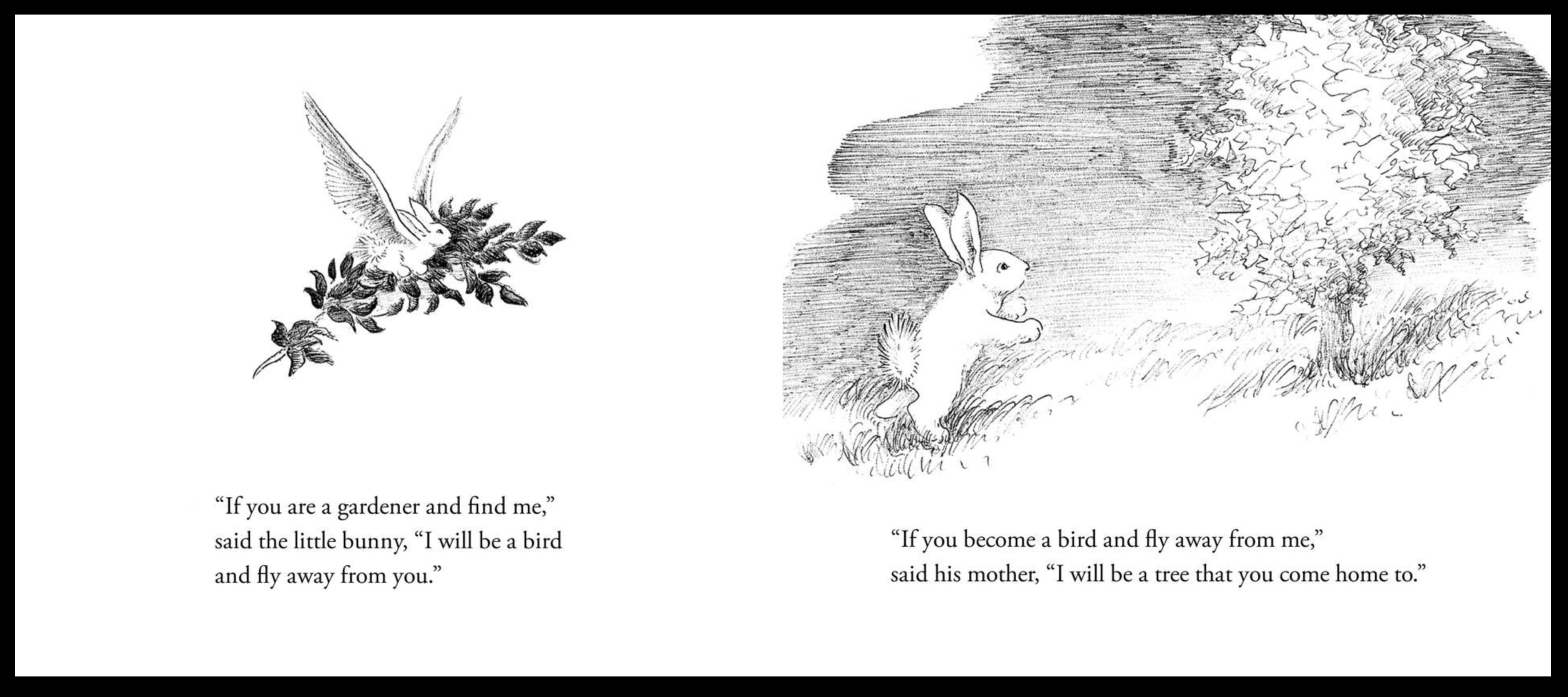 “If you are a gardener and find me,”
said the little bunny, “I will be a bird
and fly away from you.”
“If you become a bird and fly away from me,”
said his mother, “I will be a tree that you come home to.”